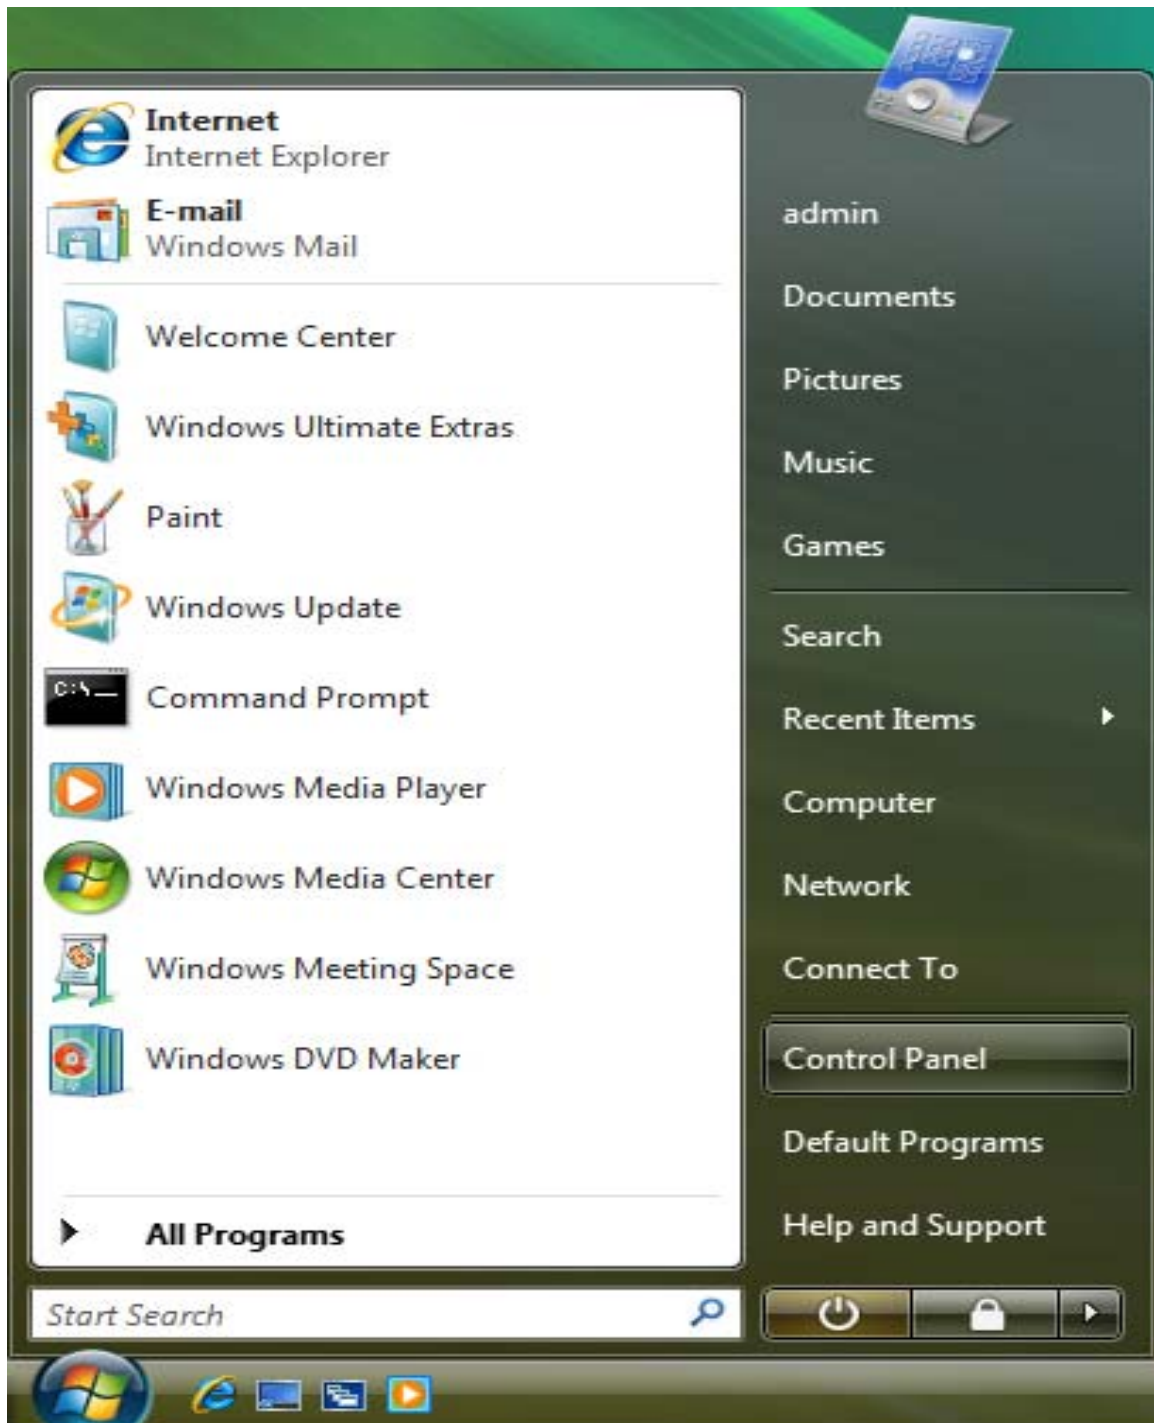 Internet
Internet Explorer
E-mail
Windows Mail
Welcome Center
Windows Ultimate Extras
Paint
Windows Update
C:\
Command Prompt
Windows Media Player
Windows Media Center
Windows Meeting Space
Windows DVD Maker
All Programs
Start Search
admin
Documents
Pictures
Music
Games
Search
Recent Items
Computer
Network
Connect To
Control Panel
Default Programs
Help and Support